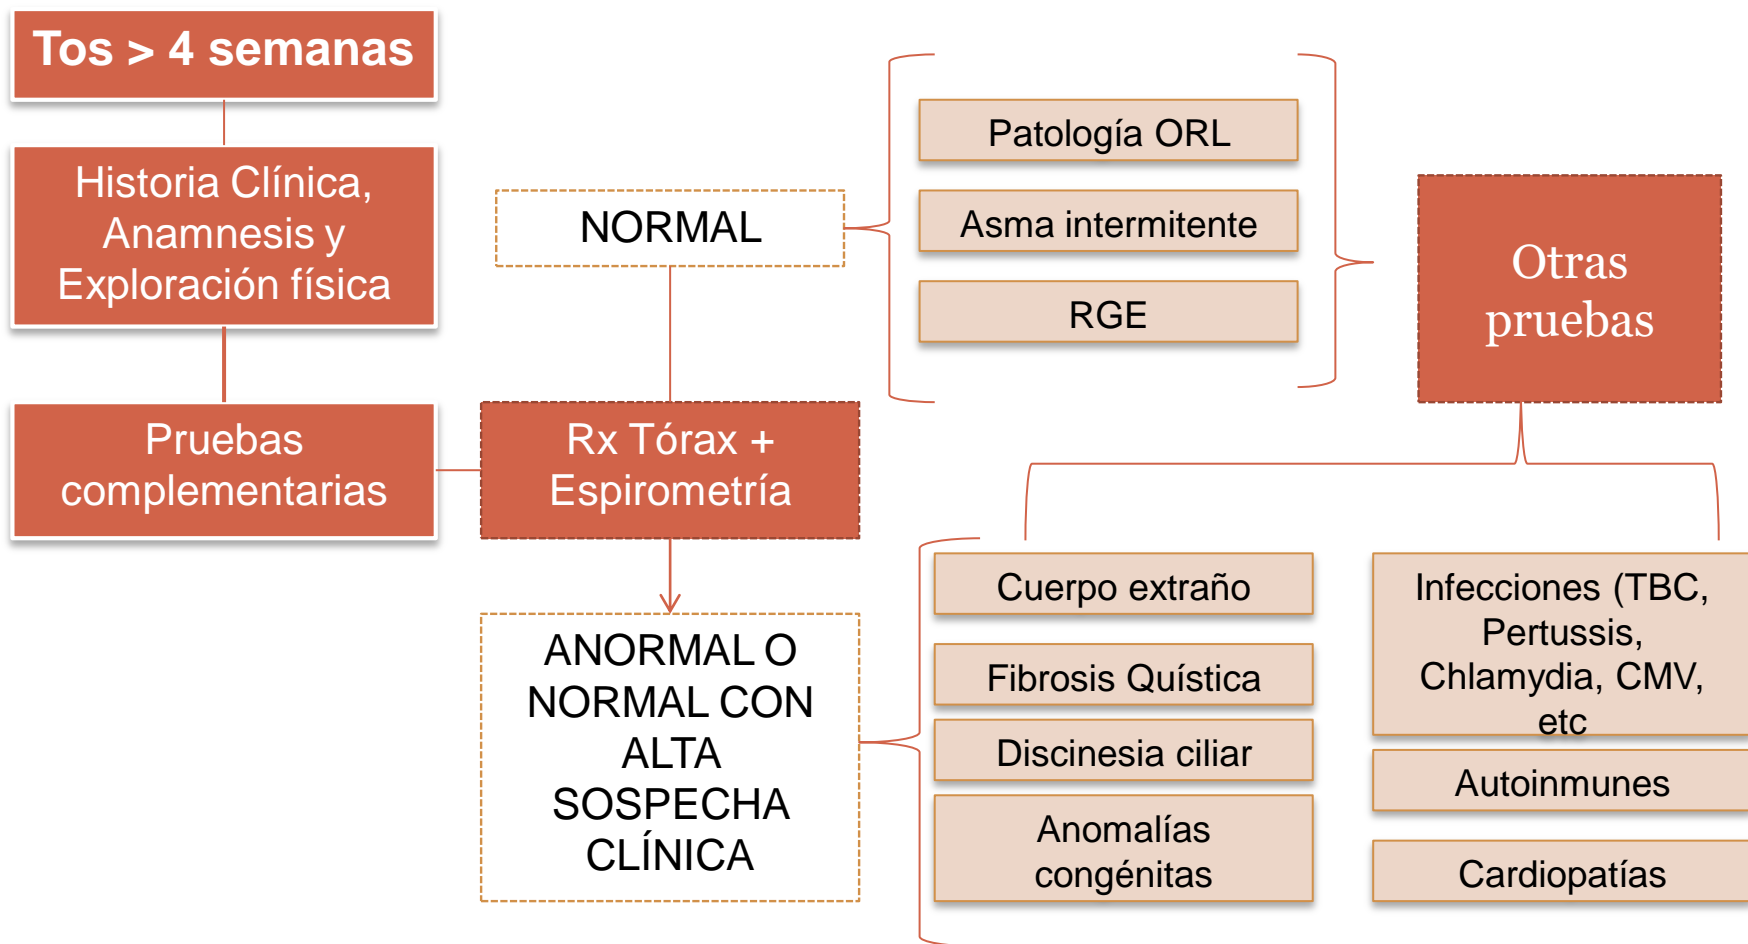 Tos > 4 semanas
Historia Clínica,
Anamnesis y
Exploración física
Pruebas
complementarias
Rx Tórax +
Espirometría
NORMAL
Patología ORL
Asma intermitente
RGE
Otras
pruebas
ANORMAL O
NORMAL CON
ALTA
SOSPECHA
CLÍNICA
Cuerpo extraño
Fibrosis Quística
Discinesia ciliar
Anomalías
congénitas
Infecciones (TBC,
Pertussis,
Chlamydia, CMV,
etc
Autoinmunes
Cardiopatías